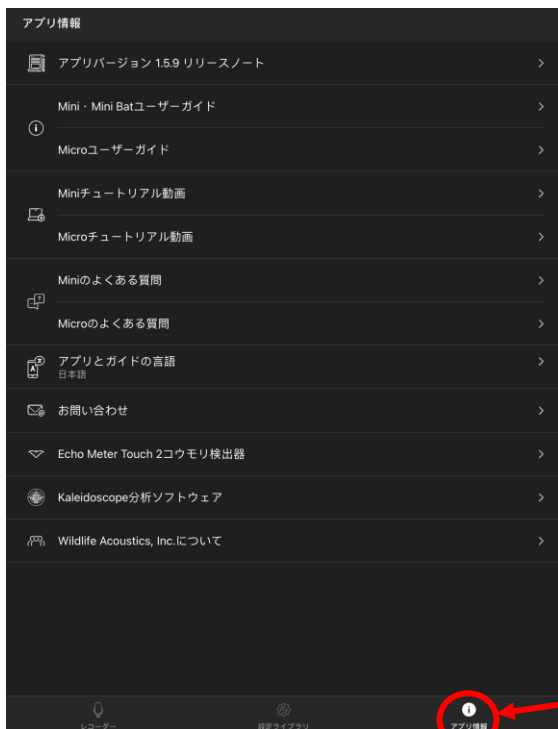 アプリ情報
アプリバージョン 1.5.9 リリースノート
Mini・Mini Batユーザーガイド
Microユーザーガイド
Miniチュートリアル動画
Microチュートリアル動画
Miniのよくある質問
Microのよくある質問
アプリとガイドの言語
日本語
お問い合わせ
Echo Meter Touch 2コウモリ検出器
Kaleidoscope分析ソフトウェア
Wildlife Acoustics, Inc.について
レコーダー
設定ライブラリ
アプリ情報